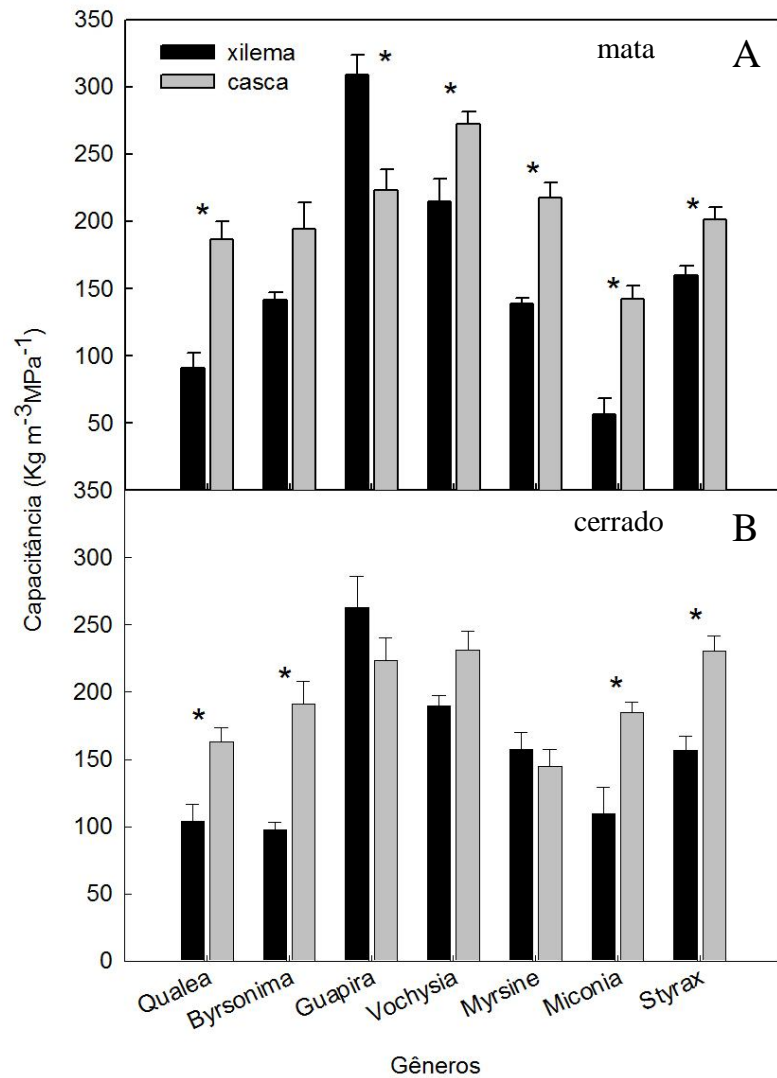 350
300
250
200
150
100
50
xilema
casca
mata
A
*
*
*
*
*
*
Capacitância (Kg m-3MPa-1)
350
300
250
200
150
100
50
0
cerrado
B
*
*
*
*
Qualea
Byrsonima
Guapira
Vochysia
Myrsine
Miconia
Styrax
Gêneros